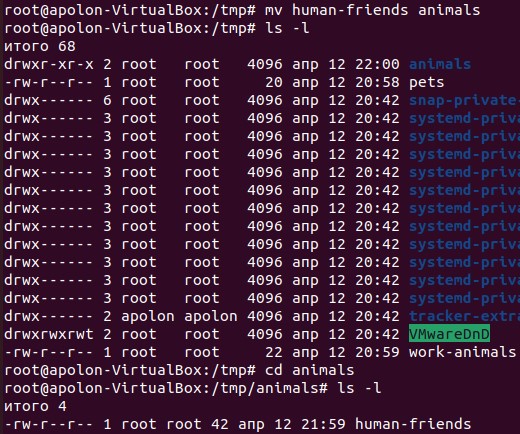 root@apolon-VirtualBox:/tmp# mv human-friends animals
root@apolon-VirtualBox:/tmp# ls -l
итого 68
drwxr-xr-x 2 root   root   4096 апр 12 22:00 animals
-rw-r--r-- 1 root   root     20 апр 12 20:58 pets
drwx------ 6 root   root   4096 апр 12 20:42 snap-private-
drwx------ 3 root   root   4096 апр 12 20:42 systemd-priva
drwx------ 3 root   root   4096 апр 12 20:42 systemd-priva
drwx------ 3 root   root   4096 апр 12 20:42 systemd-priva
drwx------ 3 root   root   4096 апр 12 20:42 systemd-priva
drwx------ 3 root   root   4096 апр 12 20:42 systemd-priva
drwx------ 3 root   root   4096 апр 12 20:42 systemd-priva
drwx------ 3 root   root   4096 апр 12 20:42 systemd-priva
drwx------ 3 root   root   4096 апр 12 20:42 systemd-priva
drwx------ 3 root   root   4096 апр 12 20:42 systemd-priva
drwx------ 3 root   root   4096 апр 12 20:42 systemd-priva
drwx------ 3 root   root   4096 апр 12 20:42 systemd-priva
drwx------ 2 apolon apolon 4096 апр 12 20:42 tracker-extra
drwxrwxrwt 2 root   root   4096 апр 12 20:42 VMwareDnD
-rw-r--r-- 1 root   root     22 апр 12 20:59 work-animals
root@apolon-VirtualBox:/tmp# cd animals
root@apolon-VirtualBox:/tmp/animals# ls -l
итого 4
-rw-r--r-- 1 root root 42 апр 12 21:59 human-friends